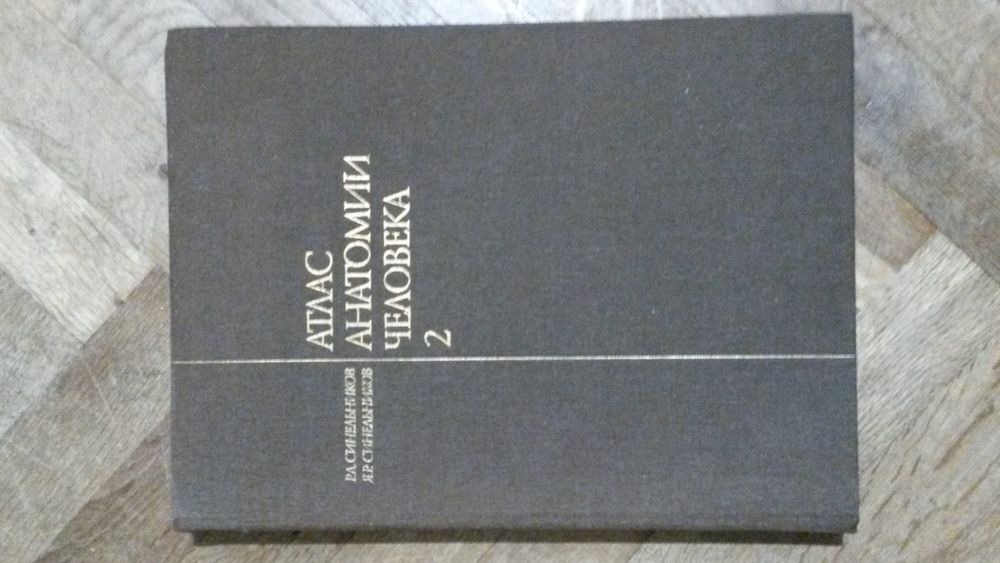 Р.Д.СИНЕЛЬНИКОВ
Я.Р.СИНЕЛЬНИКОВ
АТЛАС
АНАТОМИИ
ЧЕЛОВЕКА
2